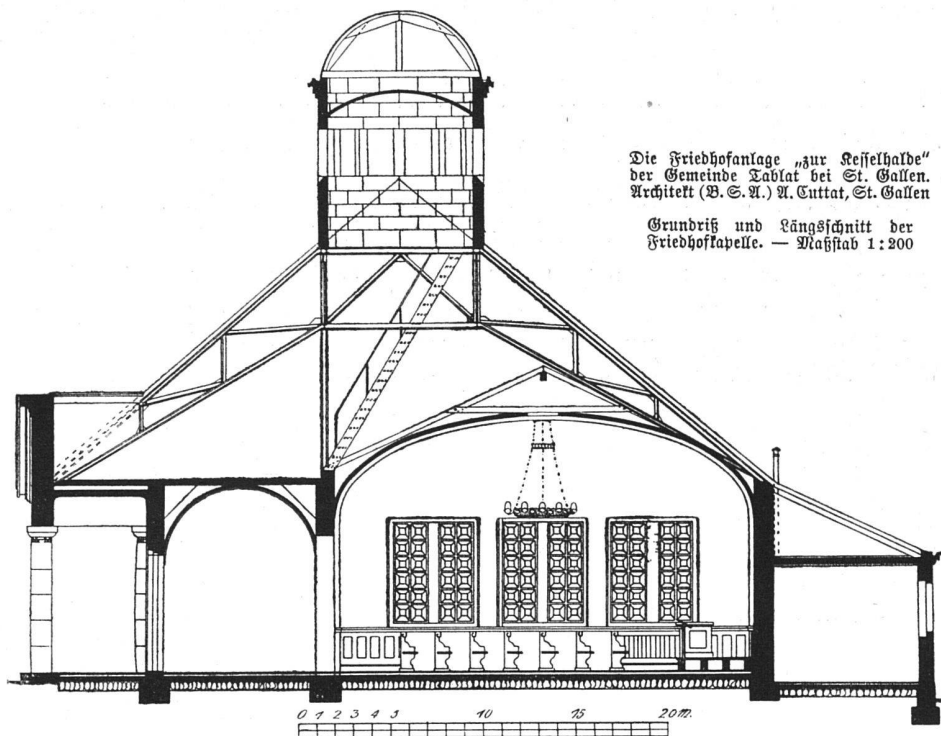 Die Friedhofanlage „zur Kesselhalde“
der Gemeinde Tablat bei St. Gallen.
Architekt (B. S. A.) A. Cuttat, St. Gallen
Grundriß und Längsschnitt der
Friedhofkapelle. — Maßstab 1:200
0 1 2 3 4 5 10 15 20 m.